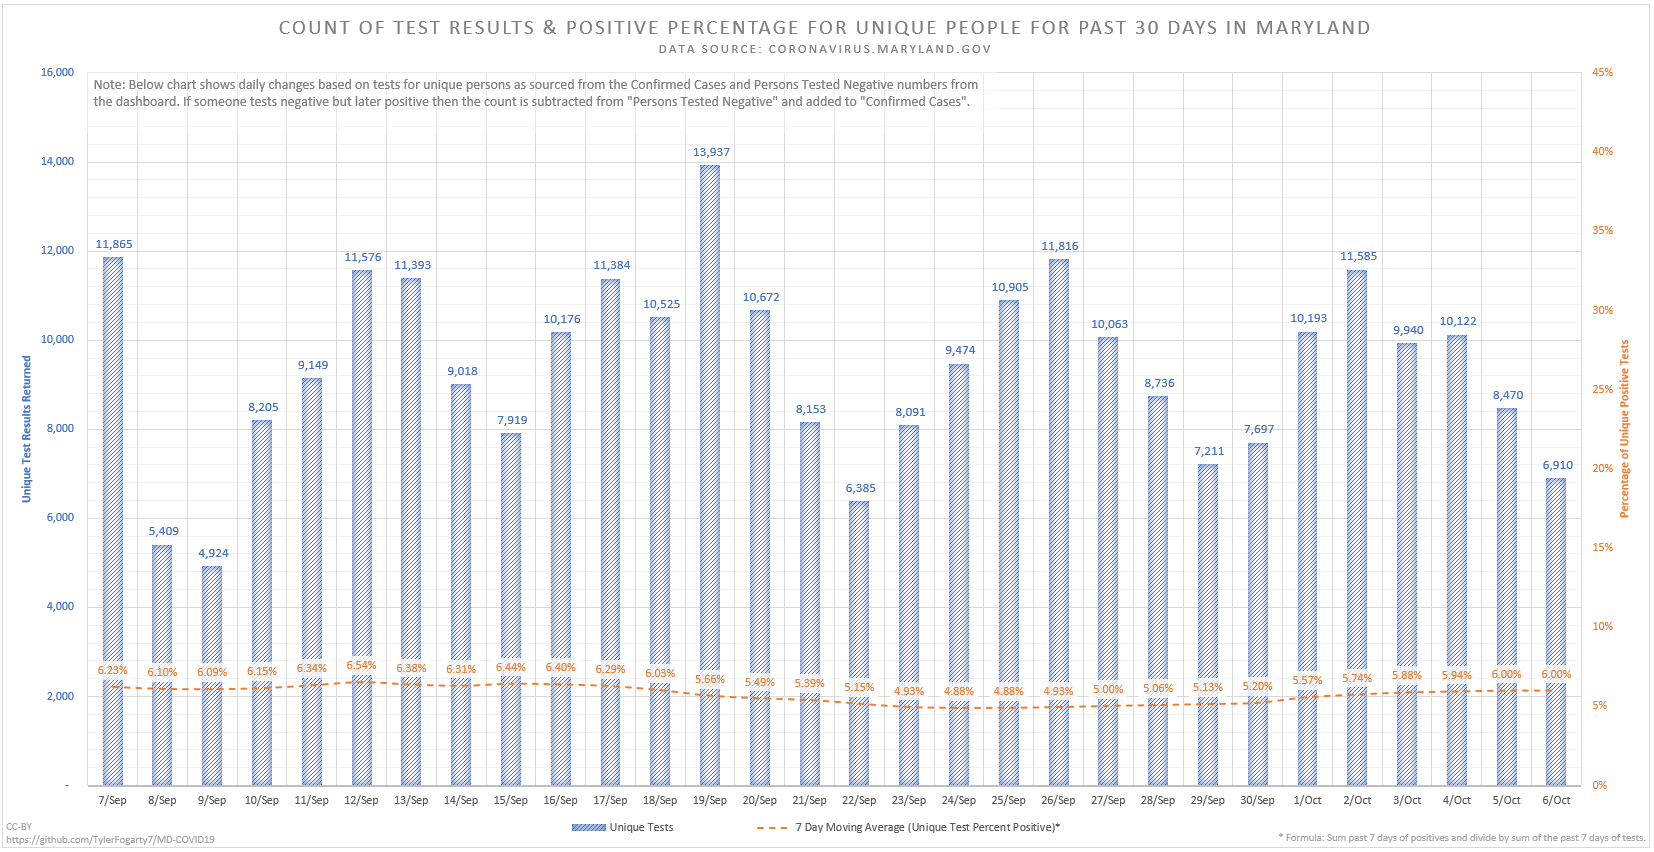 COUNT OF TEST RESULTS & POSITIVE PERCENTAGE FOR UNIQUE PEOPLE FOR PAST 30 DAYS IN MARYLAND
DATA SOURCE: CORONAVIRUS.MARYLAND.GOV
Note: Below chart shows daily changes based on tests for unique persons as sourced from the Confirmed Cases and Persons Tested Negative numbers from
the dashboard. If someone tests negative but later positive then the count is subtracted from "Persons Tested Negative" and added to "Confirmed Cases".
Unique Test Results Returned
16,000
14,000
12,000
10,000
8,000
6,000
4,000
2,000
-
11,865 5,409 4,924 8,205 9,149 11,576 11,393 9,018 7,919 10,176 11,384 10,525 13,937 10,672 8,153 6,385 8,091 9,474 10,905 11,816 10,063 8,736 7,211 7,697 10,193 11,585 9,940 10,122 8,470 6,910
6.23% 6.10% 6.09% 6.15% 6.34% 6.54% 6.38% 6.31% 6.44% 6.40% 6.29% 6.03% 5.66% 5.49% 5.39% 5.15% 4.93% 4.88% 4.88% 4.93% 5.00% 5.06% 5.13% 5.20% 5.57% 5.74% 5.88% 5.94% 6.00% 6.00%
7/Sep 8/Sep 9/Sep 10/Sep 11/Sep 12/Sep 13/Sep 14/Sep 15/Sep 16/Sep 17/Sep 18/Sep 19/Sep 20/Sep 21/Sep 22/Sep 23/Sep 24/Sep 25/Sep 26/Sep 27/Sep 28/Sep 29/Sep 30/Sep 1/Oct 2/Oct 3/Oct 4/Oct 5/Oct 6/Oct
45%
40%
35%
30%
25%
20%
15%
10%
5%
0%
Percentage of Unique Positive Tests
Unique Tests
7 Day Moving Average (Unique Test Percent Positive)*
CC-BY
https://github.com/TylerFogarty7/MD-COVID19
* Formula: Sum past 7 days of positives and divide by sum of the past 7 days of tests.